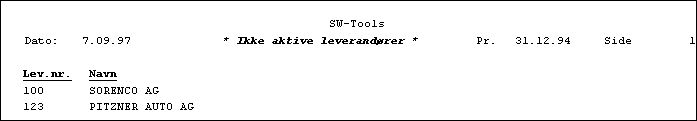 SW-Tools
Dato: 7.09.97 * Ikke aktive leverandører * Pr. 31.12.94 Side 1
Lev.nr. Navn
100 SORENCO AG
123 PITZNER AUTO AG